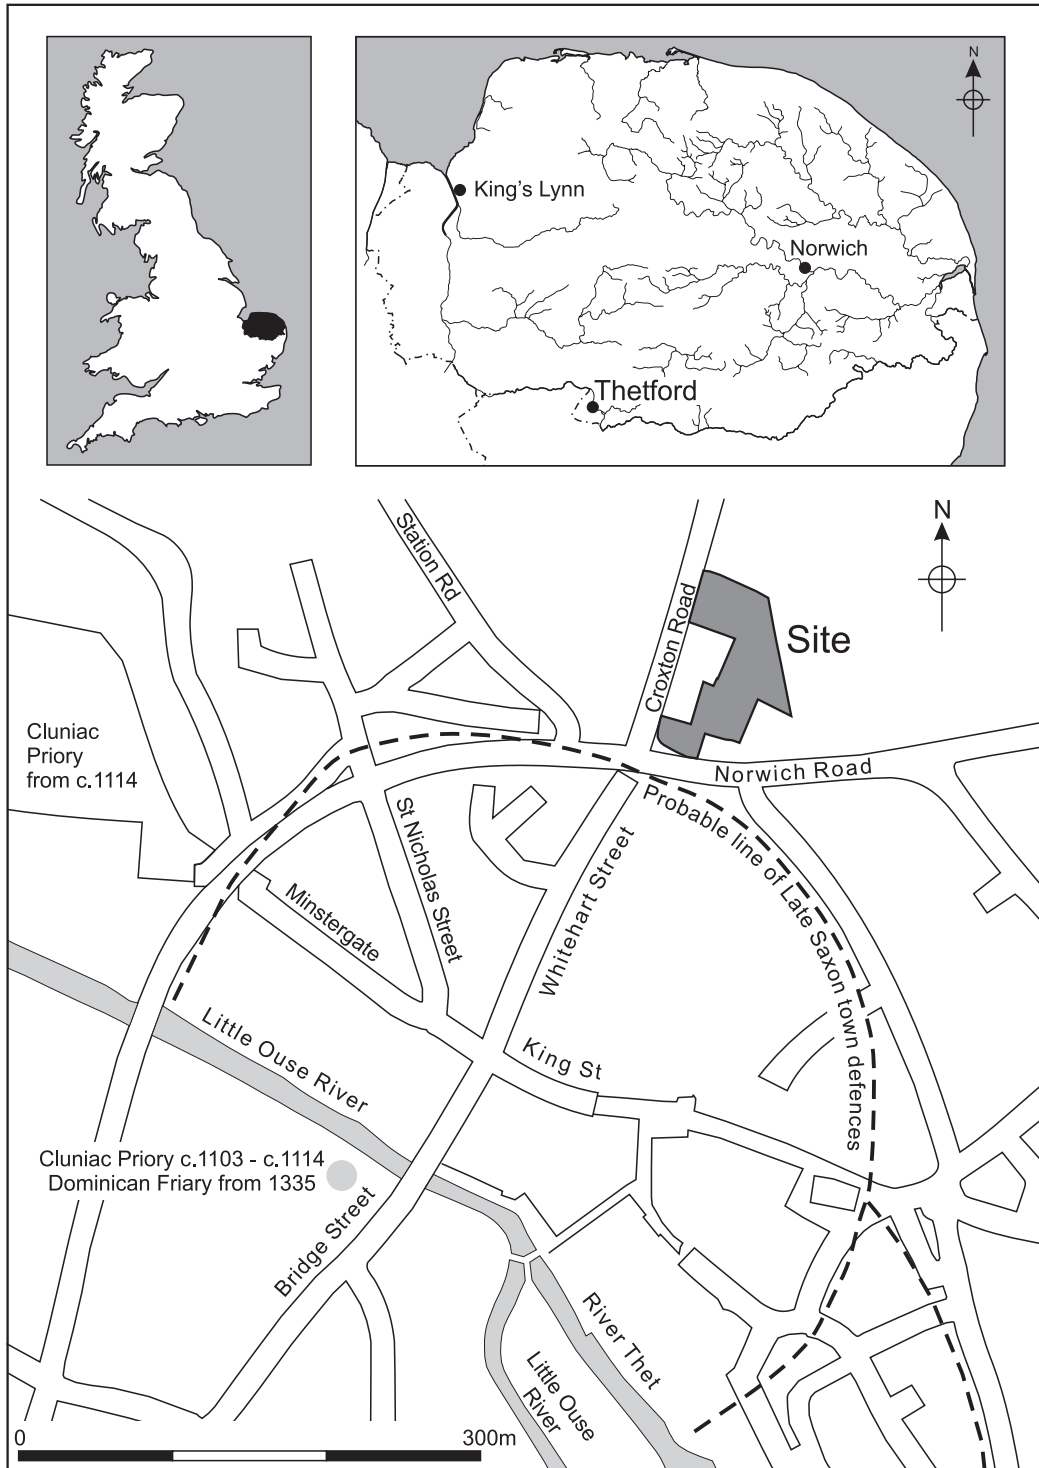 N
King's Lynn
Norwich
Thetford
Station Rd
N
Croxton Road
Site
Cluniac
Priory
from c.1114
Norwich Road
Probable line of Late Saxon town defences
St Nicholas Street
Whitehart Street
Minstergate
Little Ouse River
King St
Cluniac Priory c.1103 - c.1114
Dominican Friary from 1335
Bridge Street
River Thet
Little Ouse
River
0
300m